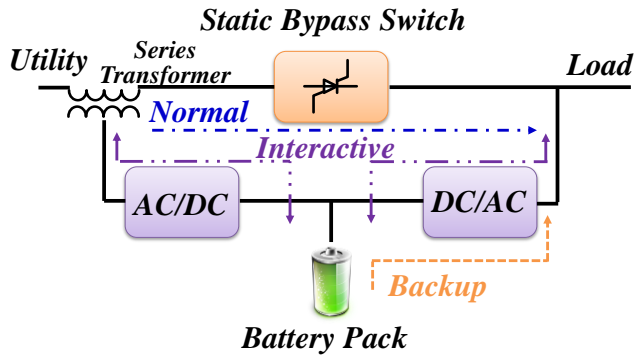 Static Bypass Switch
Utility
Series
Transformer
Load
Normal
Interactive
AC/DC
DC/AC
Backup
Battery Pack